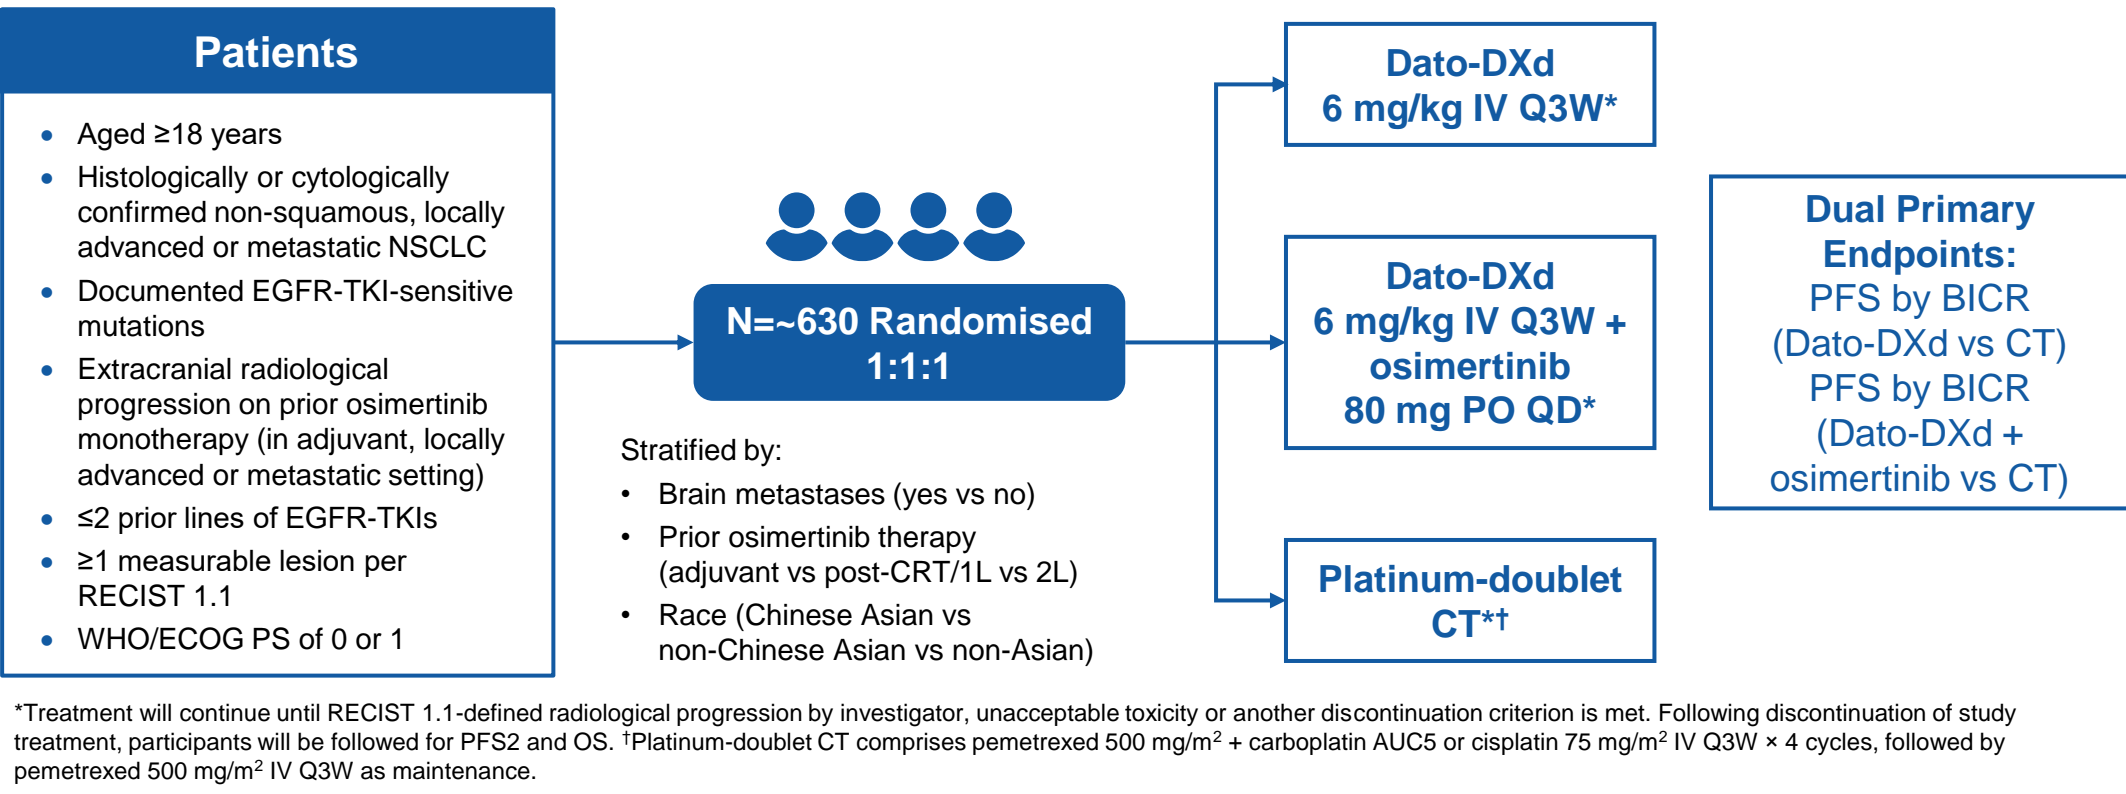 Patients
• Aged ≥18 years
• Histologically or cytologically
confirmed non-squamous, locally
advanced or metastatic NSCLC
• Documented EGFR-TKI-sensitive
mutations
• Extracranial radiological
progression on prior osimertinib
monotherapy (in adjuvant, locally
advanced or metastatic setting)
• ≤2 prior lines of EGFR-TKIs
• ≥1 measurable lesion per
RECIST 1.1
• WHO/ECOG PS of 0 or 1
N=~630 Randomised
1:1:1
Stratified by:
• Brain metastases (yes vs no)
• Prior osimertinib therapy
(adjuvant vs post-CRT/1L vs 2L)
• Race (Chinese Asian vs
non-Chinese Asian vs non-Asian)
Dato-DXd
6 mg/kg IV Q3W*
Dato-DXd
6 mg/kg IV Q3W +
osimertinib
80 mg PO QD*
Platinum-doublet
CT*†
Dual Primary
Endpoints:
PFS by BICR
(Dato-DXd vs CT)
PFS by BICR
(Dato-DXd +
osimertinib vs CT)
*Treatment will continue until RECIST 1.1-defined radiological progression by investigator, unacceptable toxicity or another discontinuation criterion is met. Following discontinuation of study
treatment, participants will be followed for PFS2 and OS. †Platinum-doublet CT comprises pemetrexed 500 mg/m² + carboplatin AUC5 or cisplatin 75 mg/m² IV Q3W × 4 cycles, followed by
pemetrexed 500 mg/m² IV Q3W as maintenance.